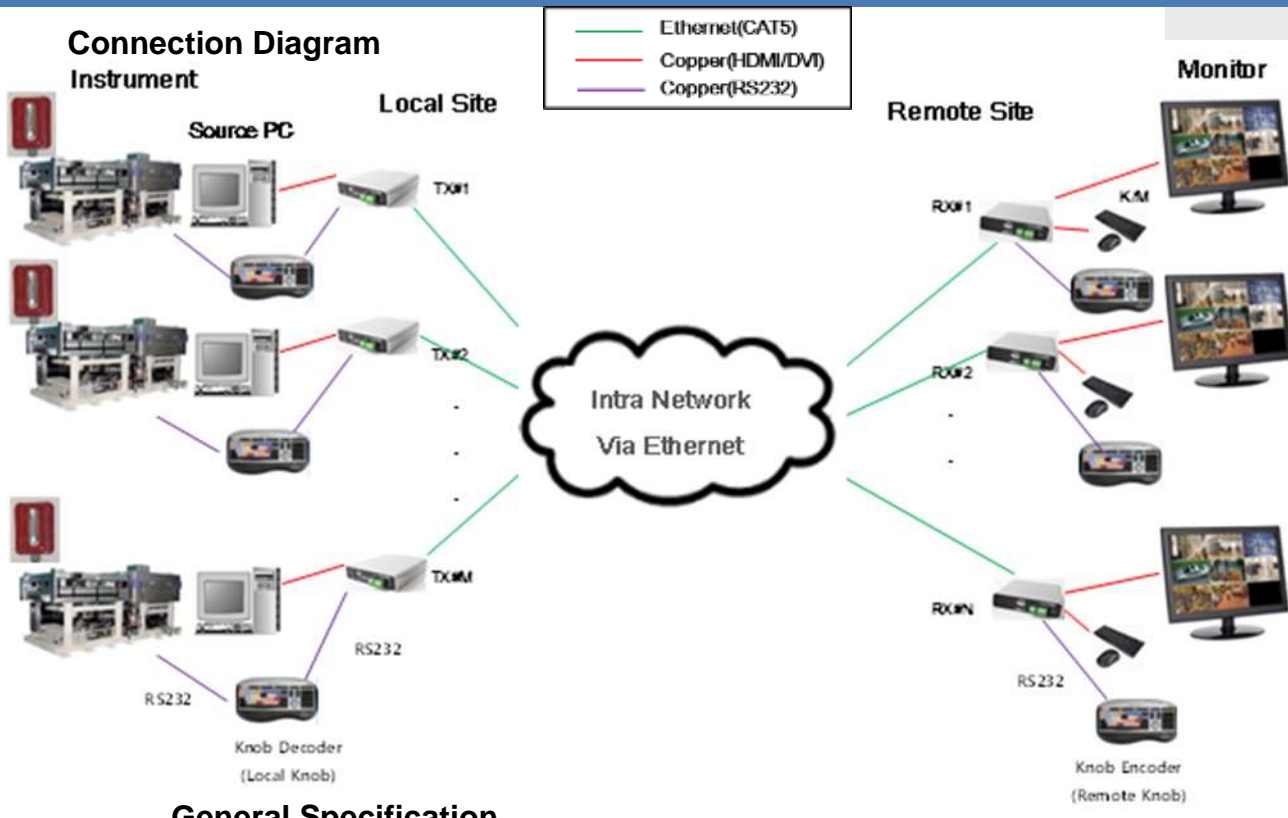 Connection Diagram
Ethernet(CAT5)
Copper(HDMI/DVI)
Copper(RS232)
Instrument
Source PC
Local Site
Remote Site
Monitor
TX#1
TX#2
TX#M
RX#1
K/M
RX#2
RX#N
Intra Network
Via Ethernet
RS232
RS232
Knob Decoder
(Local Knob)
RS232
Knob Encoder
(Remote Knob)
General Specification